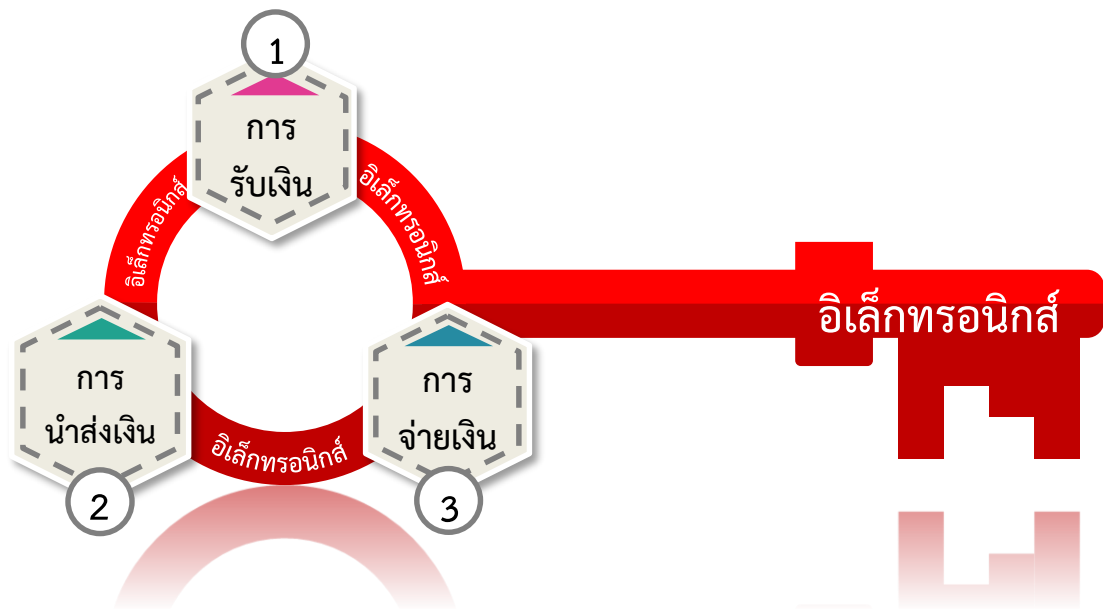 1
การ
รับเงิน
อิเล็กทรอนิกส์
อิเล็กทรอนิกส์
อิเล็กทรอนิกส์
การ
นำส่งเงิน
2
อิเล็กทรอนิกส์
การ
จ่ายเงิน
3